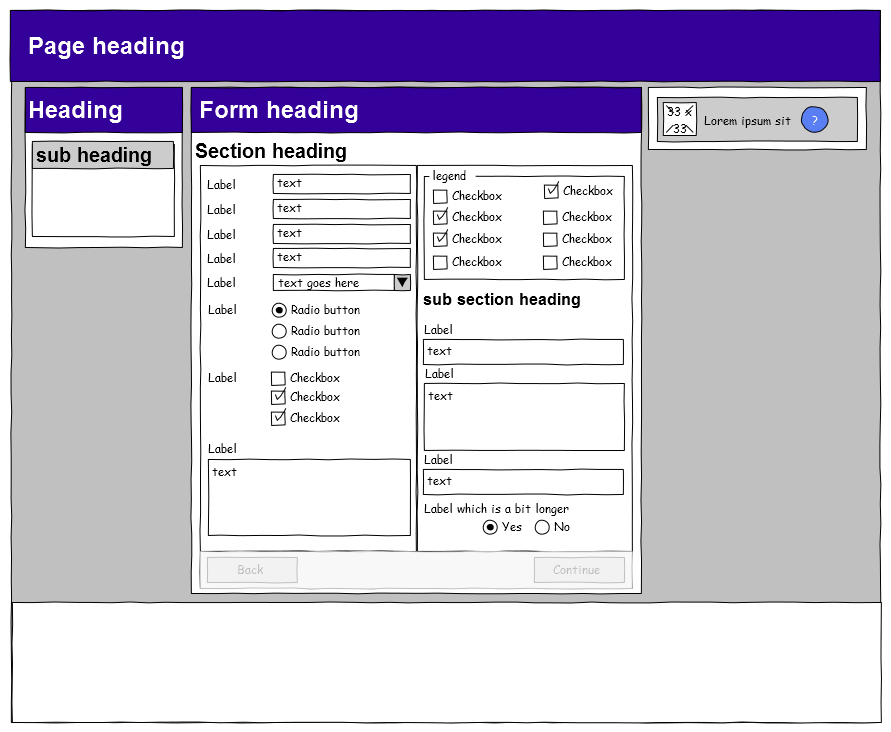 Page heading
Heading
sub heading
Form heading
Section heading
Label text
Label text
Label text
Label text
Label text goes here
Label Radio button
Radio button
Radio button
Label Checkbox
Checkbox
Checkbox
Label
text
legend
Checkbox Checkbox
Checkbox Checkbox
Checkbox Checkbox
Checkbox Checkbox
sub section heading
Label
text
Label
text
Label
text
Label which is a bit longer
Yes No
Back Continue
33 x
33
Lorem ipsum sit ?